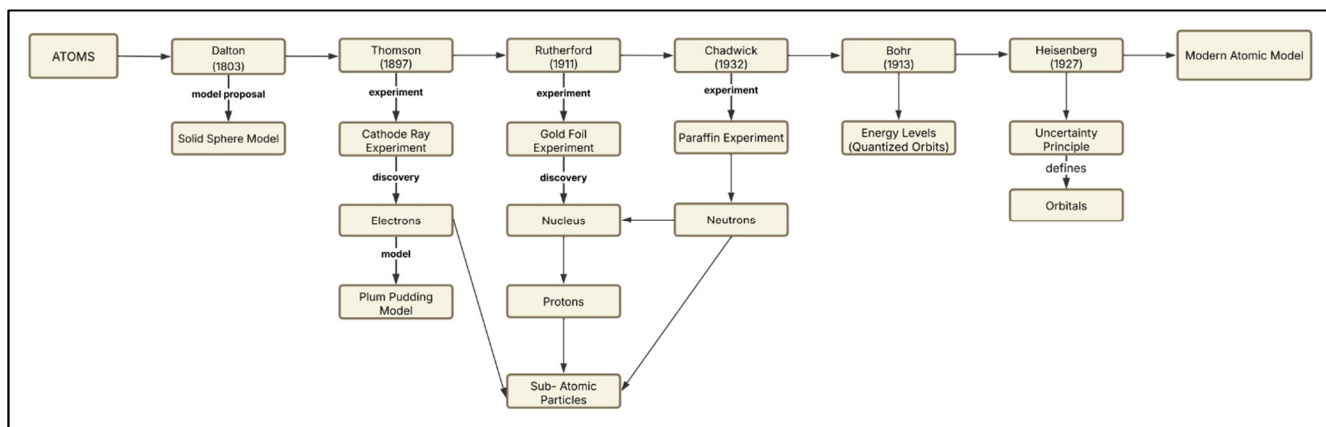 ATOMS
Dalton
(1803)
Thomson
(1897)
Rutherford
(1911)
Chadwick
(1932)
Bohr
(1913)
Heisenberg
(1927)
Modern Atomic Model
model proposal
experiment
experiment
experiment
Solid Sphere Model
Cathode Ray
Experiment
Gold Foil
Experiment
Paraffin Experiment
Energy Levels
(Quantized Orbits)
Uncertainty
Principle
discovery
discovery
defines
Electrons
Nucleus
Neutrons
Orbitals
model
Plum Pudding
Model
Protons
Sub- Atomic
Particles